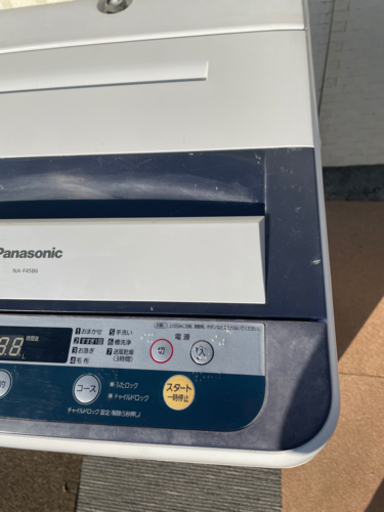 Panasonic
NA-F45B6
電源
切
入
8.8
1 おまかせ 5 手洗い
2 すすぎ1回 6 槽洗浄
3 お急ぎ 7 送風乾燥
4 毛布 (3時間)
コース
ふたロック
チャイルドロック
スタート
一時停止
チャイルドロック 設定/解除(5秒押し)